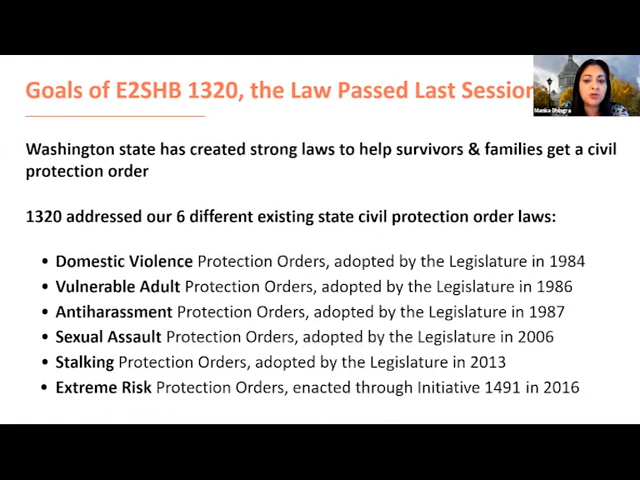 Goals of E2SHB 1320, the Law Passed Last Session
Manka Dhingra
Washington state has created strong laws to help survivors & families get a civil
protection order
1320 addressed our 6 different existing state civil protection order laws:
• Domestic Violence Protection Orders, adopted by the Legislature in 1984
• Vulnerable Adult Protection Orders, adopted by the Legislature in 1986
• Antiharassment Protection Orders, adopted by the Legislature in 1987
• Sexual Assault Protection Orders, adopted by the Legislature in 2006
• Stalking Protection Orders, adopted by the Legislature in 2013
• Extreme Risk Protection Orders, enacted through Initiative 1491 in 2016